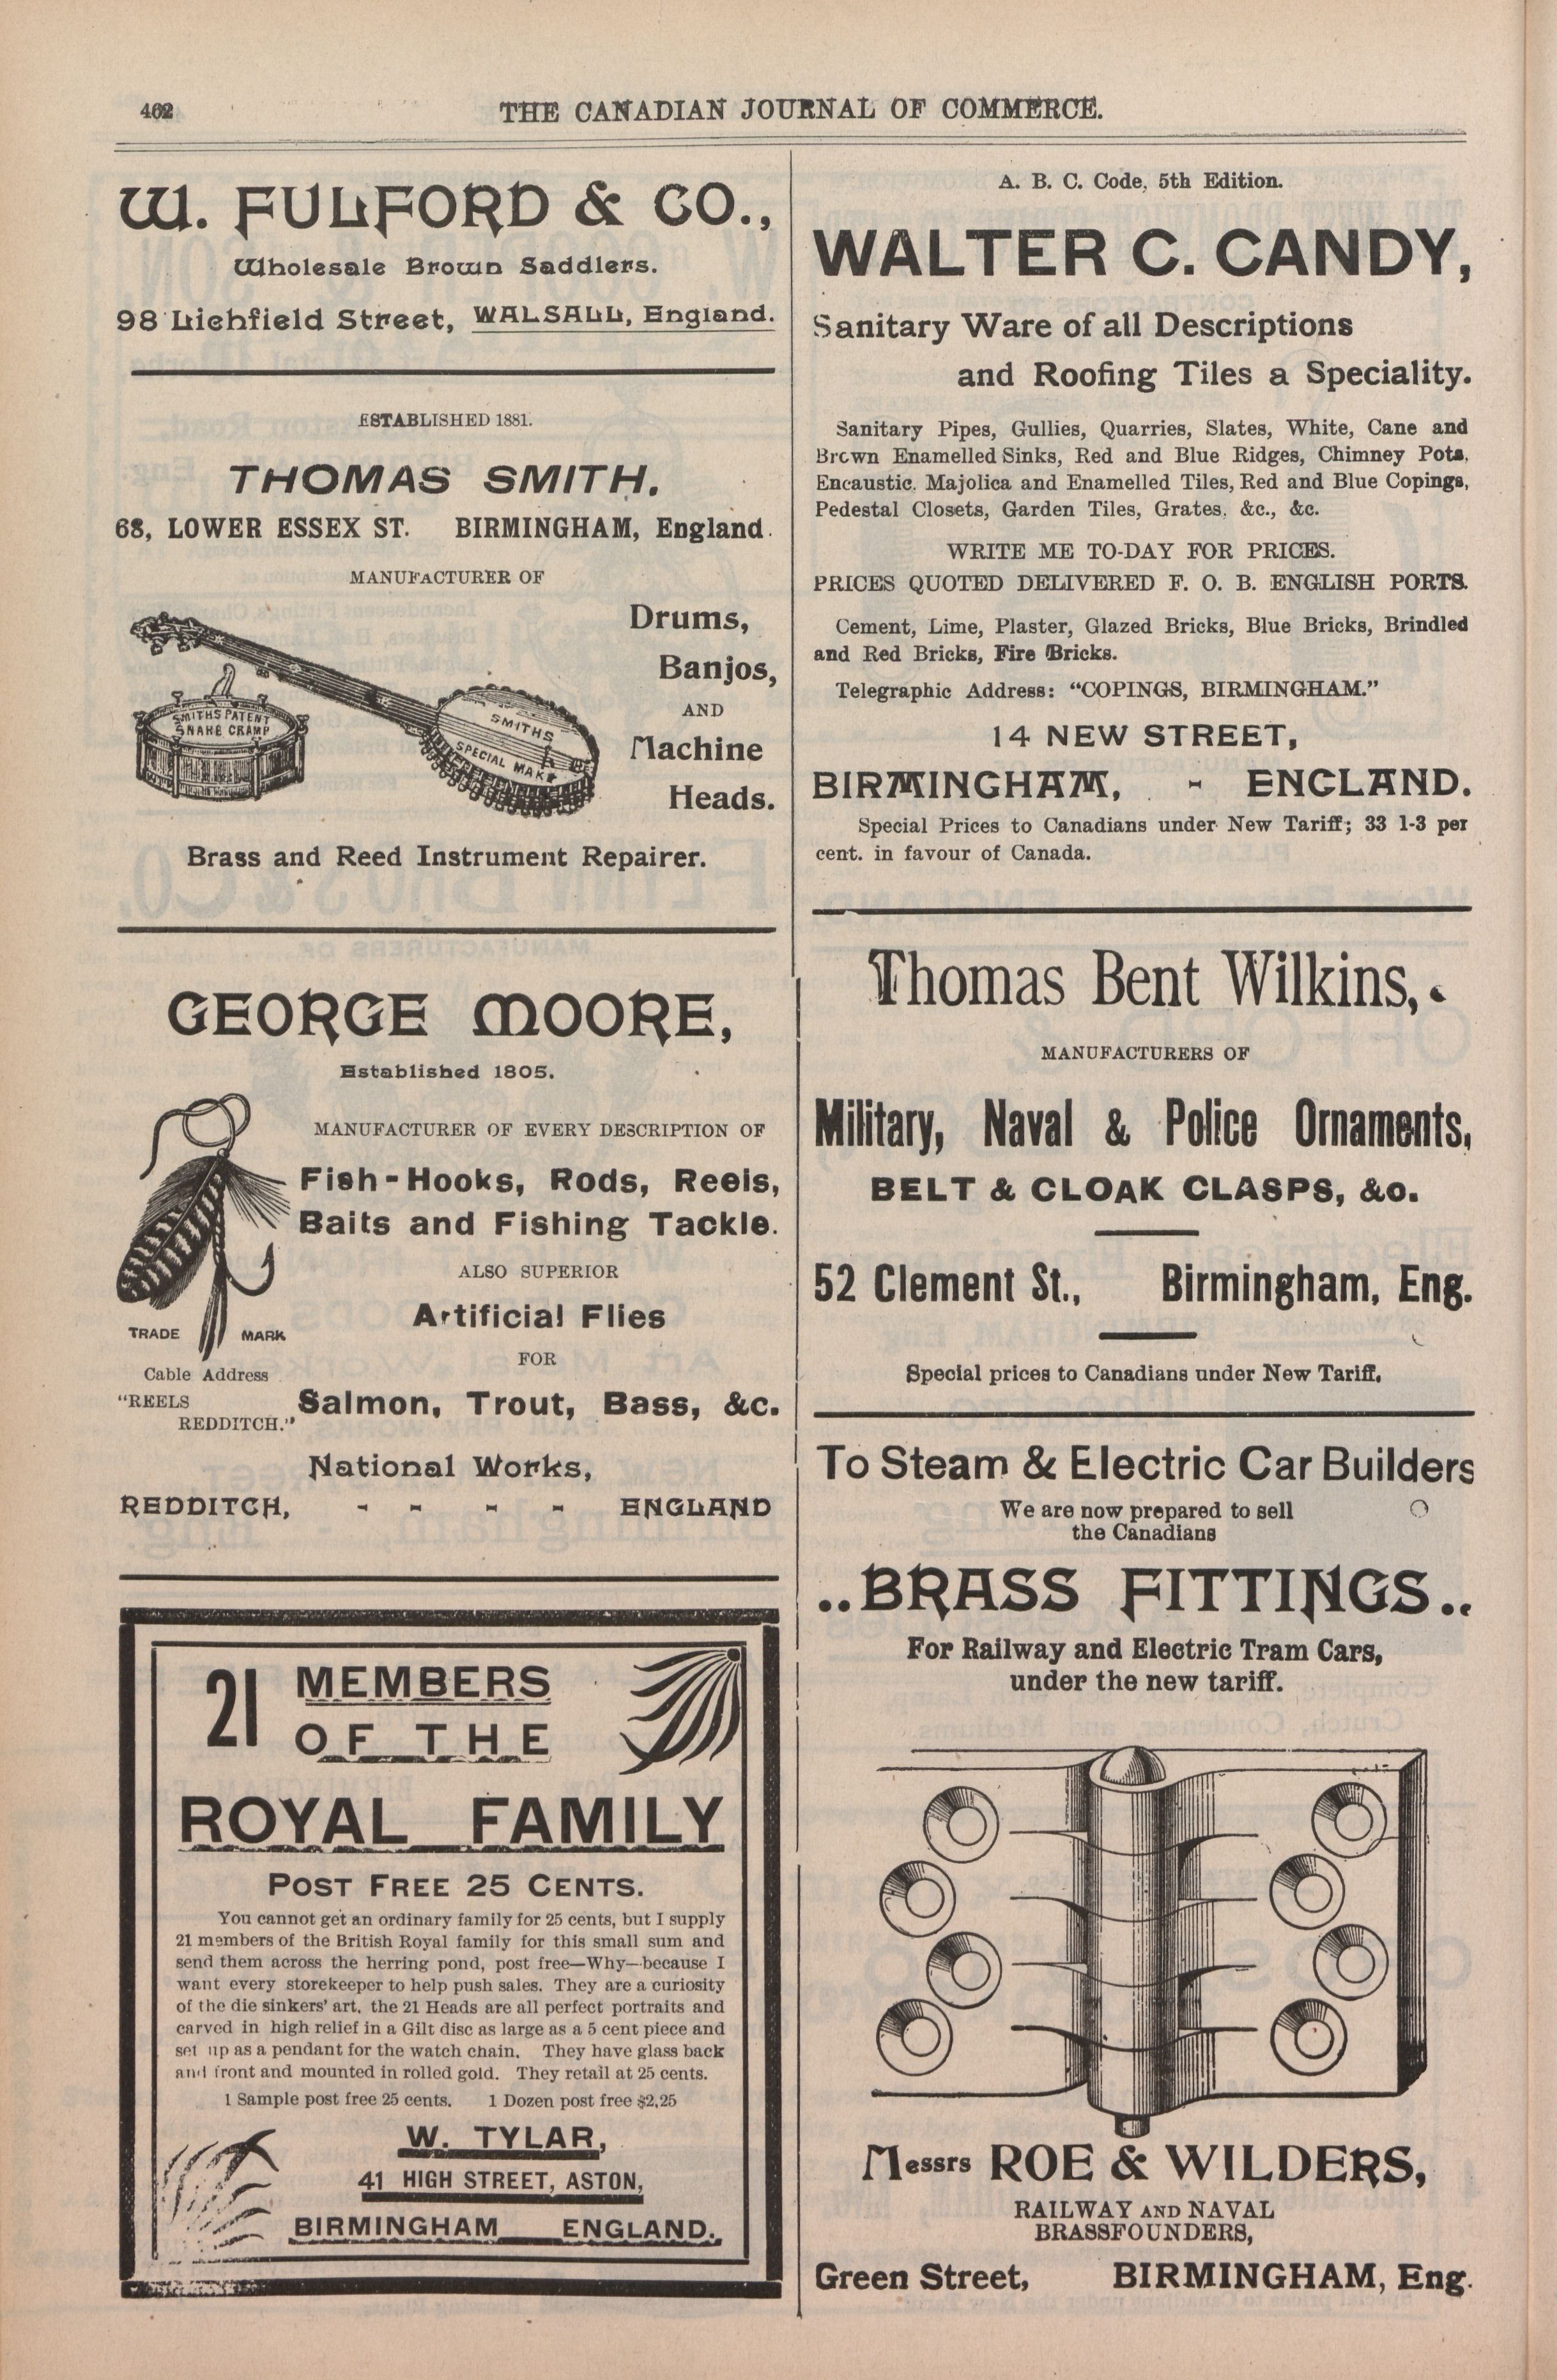 462
THE CANADIAN JOURNAL OF COMMERCE.
W. FULFORD & CO.,
Wholesale Brown Saddlers.
98 Lichfield Street, WALSALL, England.
ESTABLISHED 1881.
THOMAS SMITH.
68, LOWER ESSEX ST. BIRMINGHAM, England.
MANUFACTURER OF
SMITHS PATENT
SNARE CRAMP
SMITHS
SPECIAL MAKE
Drums,
Banjos,
AND
Machine
Heads.
Brass and Reed Instrument Repairer.
GEORGE MOORE,
Established 1805.
MANUFACTURER OF EVERY DESCRIPTION OF
Fish-Hooks, Rods, Reels,
Baits and Fishing Tackle.
ALSO SUPERIOR
Artificial Flies
TRADE MARK
FOR
Cable Address
"REELS
REDDITCH."
Salmon, Trout, Bass, &c.
National Works,
REDDITCH, - - - - ENGLAND
21 MEMBERS
OF THE
ROYAL FAMILY
POST FREE 25 CENTS.
You cannot get an ordinary family for 25 cents, but I supply
21 members of the British Royal family for this small sum and
send them across the herring pond, post free—Why—because I
want every storekeeper to help push sales. They are a curiosity
of the die sinkers' art, the 21 Heads are all perfect portraits and
carved in high relief in a Gilt disc as large as a 5 cent piece and
set up as a pendant for the watch chain. They have glass back
and front and mounted in rolled gold. They retail at 25 cents.
1 Sample post free 25 cents. 1 Dozen post free $2.25
W. TYLAR,
41 HIGH STREET, ASTON,
BIRMINGHAM ENGLAND.
A. B. C. Code, 5th Edition.
WALTER C. CANDY,
Sanitary Ware of all Descriptions
and Roofing Tiles a Speciality.
Sanitary Pipes, Gullies, Quarries, Slates, White, Cane and
Brown Enamelled Sinks, Red and Blue Ridges, Chimney Pots,
Encaustic, Majolica and Enamelled Tiles, Red and Blue Copings,
Pedestal Closets, Garden Tiles, Grates, &c., &c.
WRITE ME TO-DAY FOR PRICES.
PRICES QUOTED DELIVERED F. O. B. ENGLISH PORTS.
Cement, Lime, Plaster, Glazed Bricks, Blue Bricks, Brindled
and Red Bricks, Fire Bricks.
Telegraphic Address: "COPINGS, BIRMINGHAM."
14 NEW STREET,
BIRMINGHAM, - ENGLAND.
Special Prices to Canadians under New Tariff; 33 1-3 per
cent. in favour of Canada.
Thomas Bent Wilkins,
MANUFACTURERS OF
Military, Naval & Police Ornaments,
BELT & CLOAK CLASPS, &c.
52 Clement St., Birmingham, Eng.
Special prices to Canadians under New Tariff.
To Steam & Electric Car Builders
We are now prepared to sell
the Canadians
..BRASS FITTINGS..
For Railway and Electric Tram Cars,
under the new tariff.
Messrs ROE & WILDERS,
RAILWAY AND NAVAL
BRASSFOUNDERS,
Green Street, BIRMINGHAM, Eng.